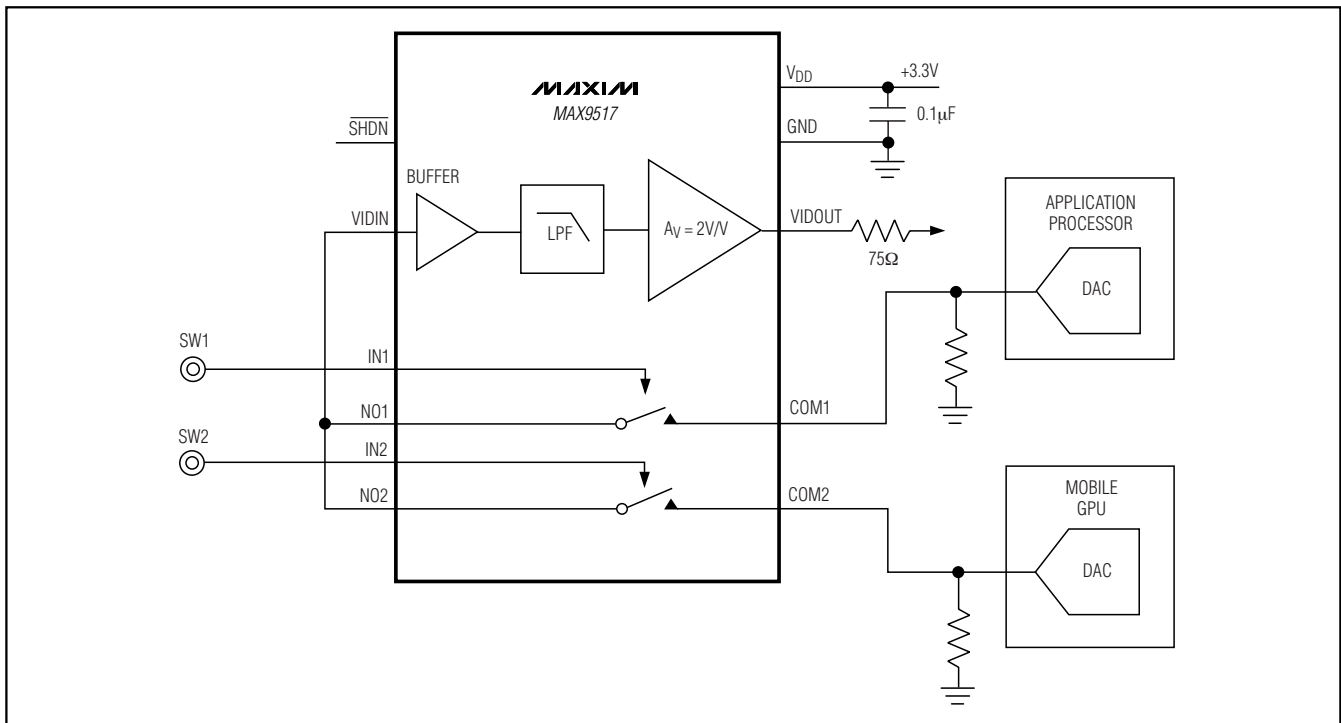 MAXIM
MAX9517
SHDN
BUFFER
VIDIN
LPF
AV = 2V/V
VDD
+3.3V
0.1µF
GND
VIDOUT
75Ω
APPLICATION
PROCESSOR
DAC
SW1
IN1
NO1
COM1
SW2
IN2
NO2
COM2
MOBILE
GPU
DAC